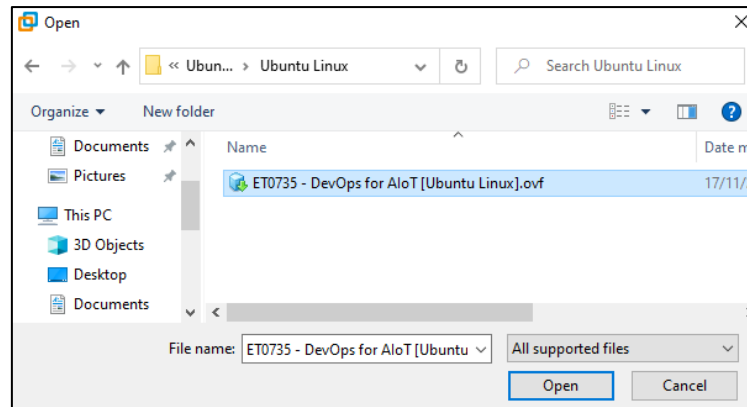 Open
« Ubun... > Ubuntu Linux
Search Ubuntu Linux
Organize
New folder
Documents
Pictures
This PC
3D Objects
Desktop
Documents
Name
Date m
ET0735 - DevOps for AIoT [Ubuntu Linux].ovf
17/11/
File name:
ET0735 - DevOps for AIoT [Ubuntu
All supported files
Open
Cancel